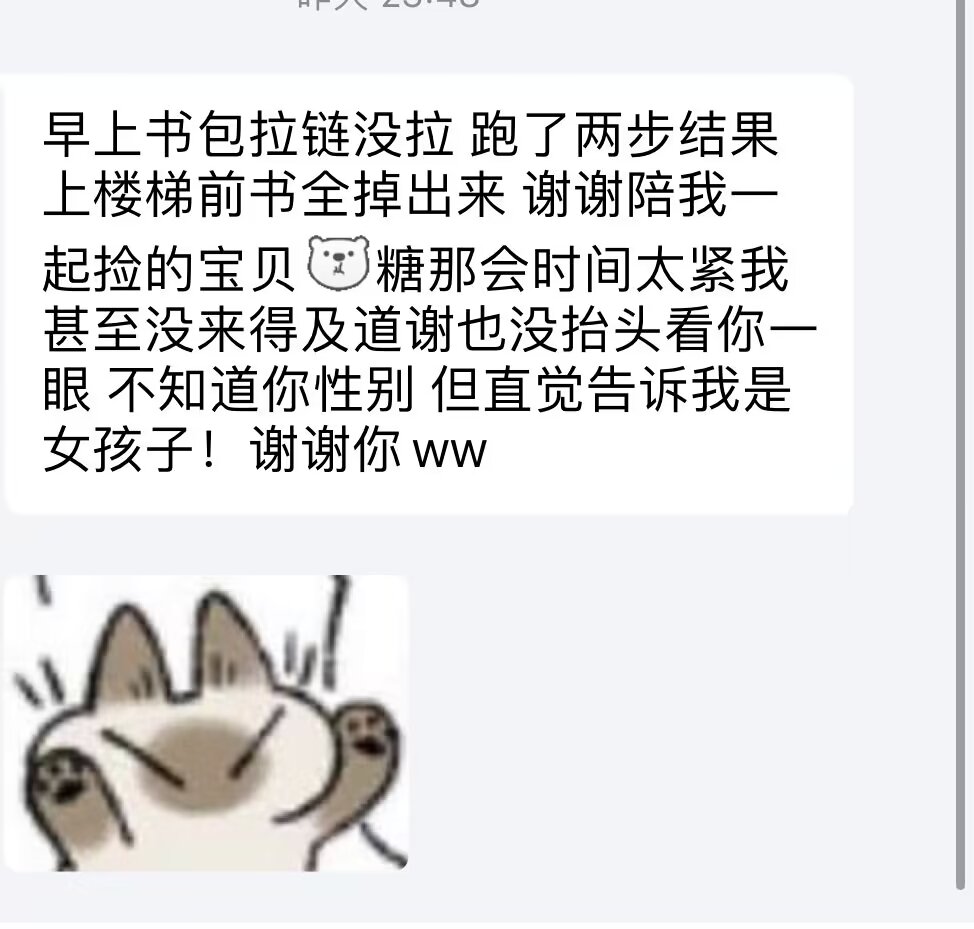 早上书包拉链没拉 跑了两步结果
上楼梯前书全掉出来 谢谢陪我一
起捡的宝贝糖那会时间太紧我
甚至没来得及道谢也没抬头看你一
眼 不知道你性别 但直觉告诉我是
女孩子！谢谢你 ww